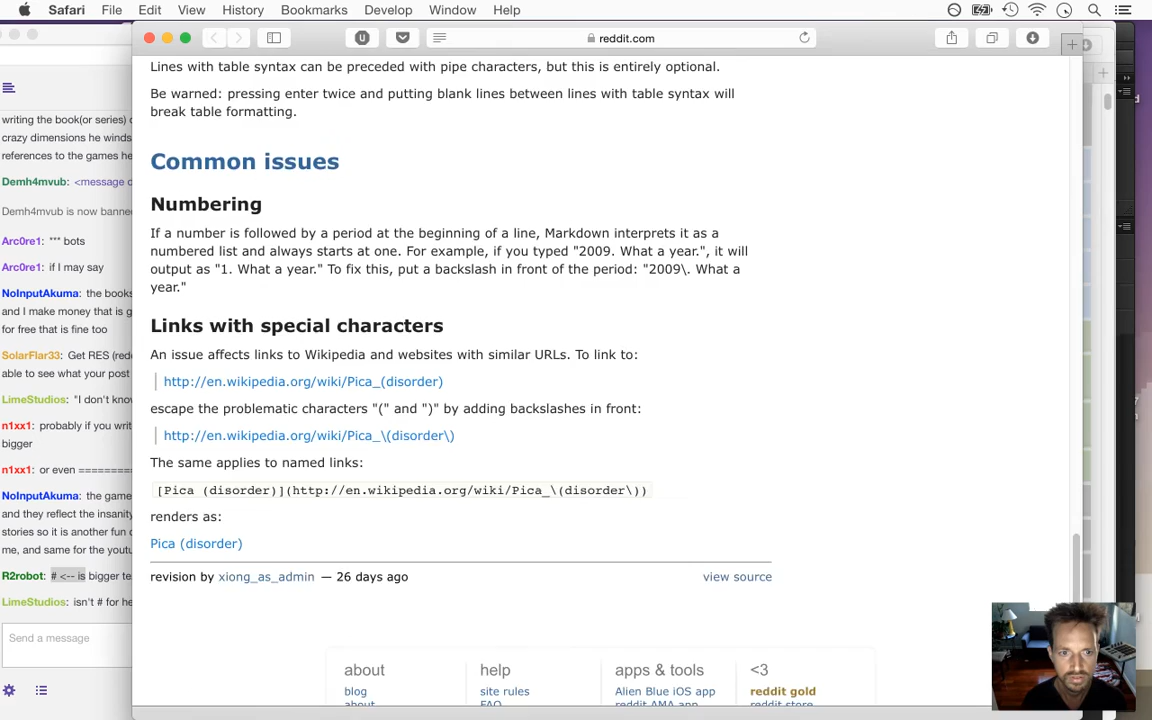 Safari File Edit View History Bookmarks Develop Window Help
reddit.com
Lines with table syntax can be preceded with pipe characters, but this is entirely optional.
Be warned: pressing enter twice and putting blank lines between lines with table syntax will
break table formatting.
Common issues
Numbering
If a number is followed by a period at the beginning of a line, Markdown interprets it as a
numbered list and always starts at one. For example, if you typed "2009. What a year.", it will
output as "1. What a year." To fix this, put a backslash in front of the period: "2009\. What a
year."
Links with special characters
An issue affects links to Wikipedia and websites with similar URLs. To link to:
http://en.wikipedia.org/wiki/Pica_(disorder)
escape the problematic characters "(" and ")" by adding backslashes in front:
http://en.wikipedia.org/wiki/Pica_\(disorder\)
The same applies to named links:
[Pica (disorder)](http://en.wikipedia.org/wiki/Pica_\(disorder\))
renders as:
Pica (disorder)
revision by xiong_as_admin — 26 days ago view source
about help apps & tools <3
blog site rules Alien Blue iOS app reddit gold
about FAQ reddit AMA app reddit store
writing the book(or series)
crazy dimensions he winds
references to the games he
Demh4mvub: <message
Demh4mvub is now banne
Arc0re1: *** bots
Arc0re1: if I may say
NoInputAkuma: the books
and I make money that is g
for free that is fine too
SolarFlar33: Get RES (red
able to see what your post
LimeStudios: "I don't know
n1xx1: probably if you writ
bigger
n1xx1: or even =========
NoInputAkuma: the game
and they reflect the insanity
stories so it is another fun
me, and same for the youtu
R2robot: # <-- is bigger te
LimeStudios: isn't # for he
Send a message